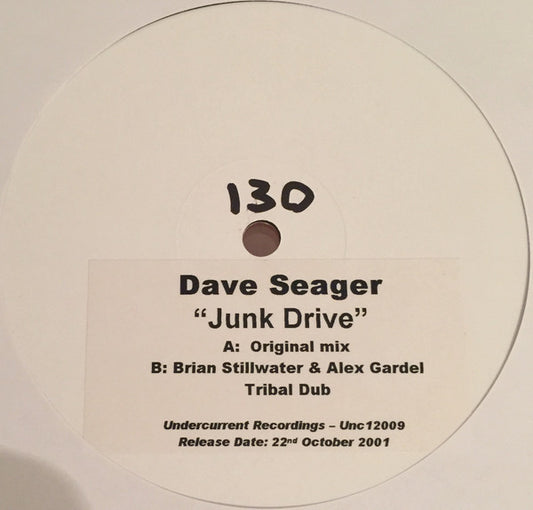 130
Dave Seager
“Junk Drive”
A: Original mix
B: Brian Stillwater & Alex Gardel
Tribal Dub
Undercurrent Recordings – Unc12009
Release Date: 22nd October 2001